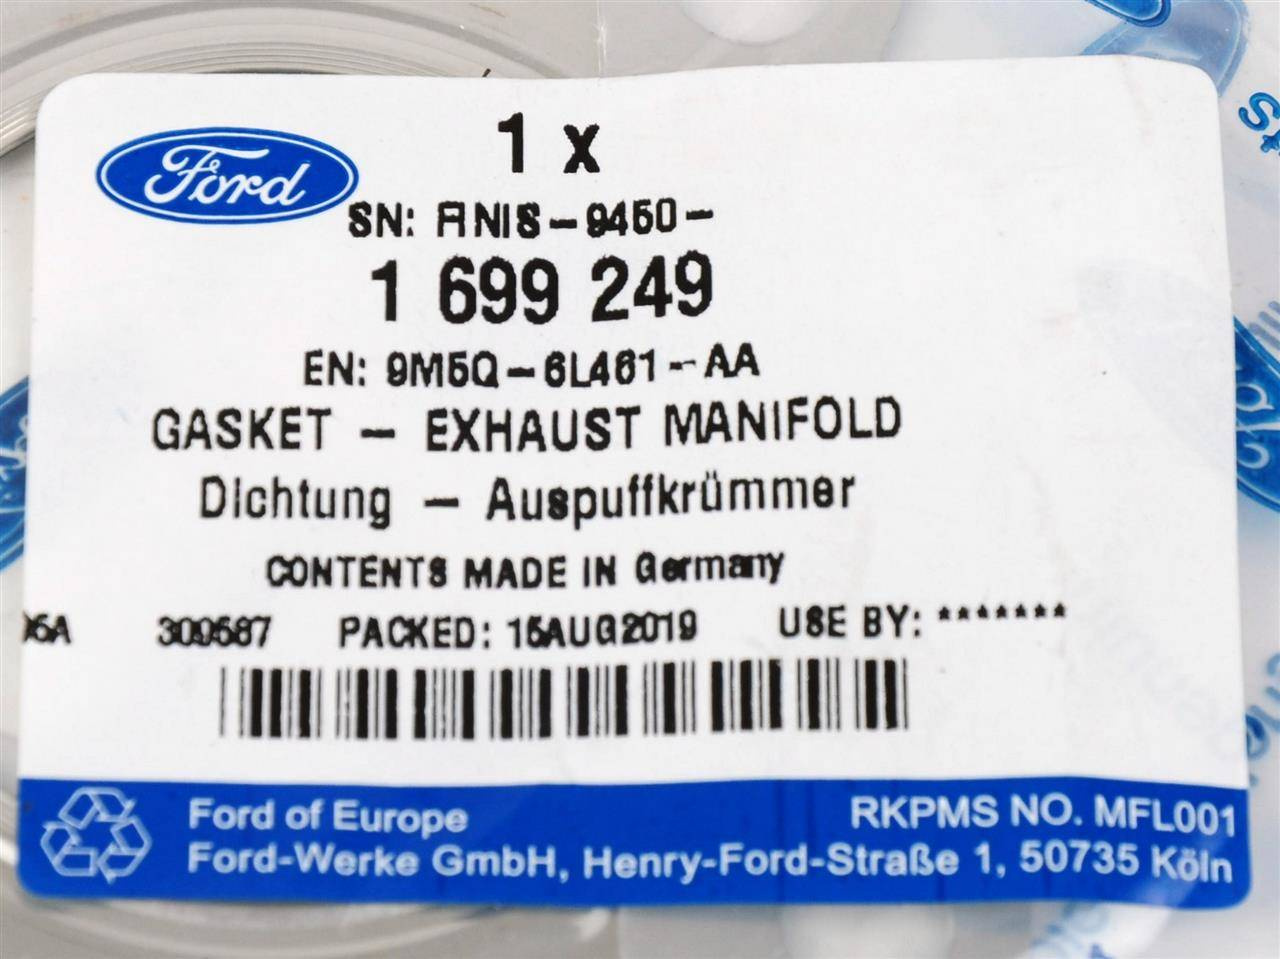 Ford
1 x
SN: FINIS-9450-
1 699 249
EN: 9M5Q-6L461-AA
GASKET - EXHAUST MANIFOLD
Dichtung - Auspuffkrümmer
CONTENTS MADE IN Germany
309587 PACKED: 15AUG2019 USE BY: *******
Ford of Europe RKPMS NO. MFL001
Ford-Werke GmbH, Henry-Ford-Straße 1, 50735 Köln